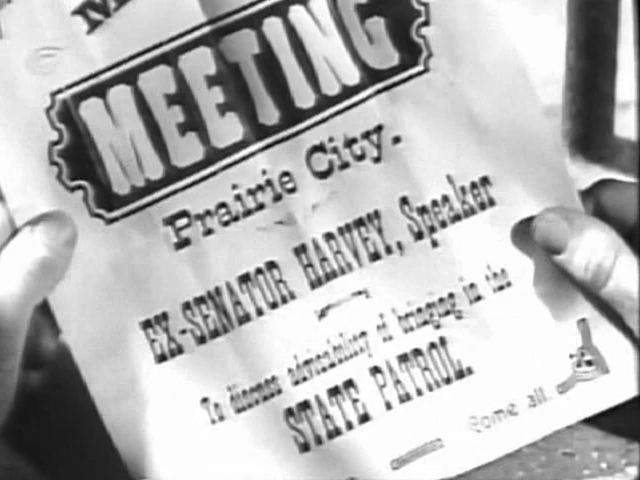 MEETING
Prairie City.
EX-SENATOR HARVEY, Speaker
To discuss advisability of bringing in the
STATE PATROL.
Come all.